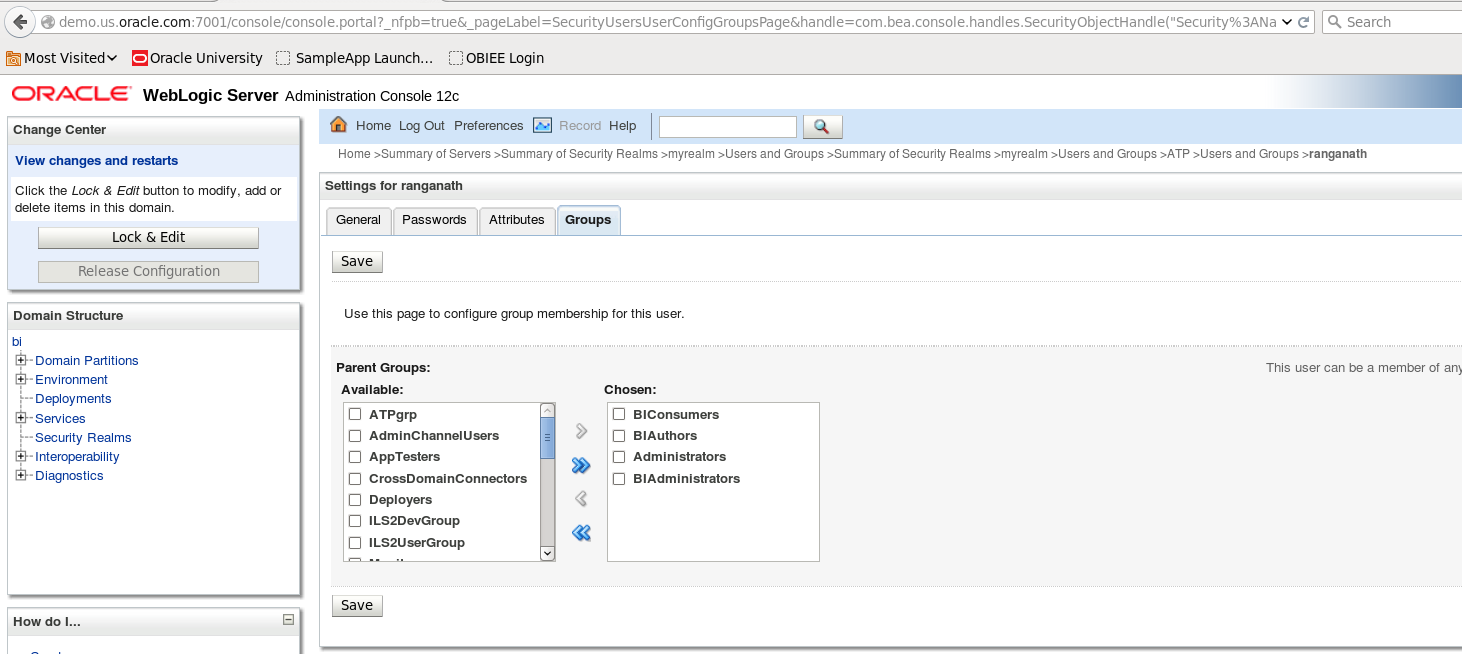 demo.us.oracle.com:7001/console/console.portal?_nfpb=true&_pageLabel=SecurityUsersUserConfigGroupsPage&handle=com.bea.console.handles.SecurityObjectHandle("Security%3ANa
Search
Most Visited
Oracle University
SampleApp Launch...
OBIEE Login
ORACLE WebLogic Server Administration Console 12c
Change Center
View changes and restarts
Click the Lock & Edit button to modify, add or
delete items in this domain.
Lock & Edit
Release Configuration
Domain Structure
bi
Domain Partitions
Environment
Deployments
Services
Security Realms
Interoperability
Diagnostics
How do I...
Home Log Out Preferences Record Help
Home >Summary of Servers >Summary of Security Realms >myrealm >Users and Groups >Summary of Security Realms >myrealm >Users and Groups >ATP >Users and Groups >ranganath
Settings for ranganath
General Passwords Attributes Groups
Save
Use this page to configure group membership for this user.
Parent Groups:
This user can be a member of any
Available:
ATPgrp
AdminChannelUsers
AppTesters
CrossDomainConnectors
Deployers
ILS2DevGroup
ILS2UserGroup
Chosen:
BIConsumers
BIAuthors
Administrators
BIAdministrators
Save